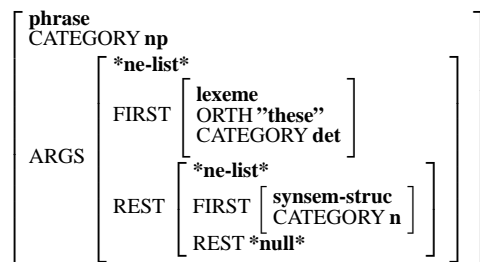 phrase
CATEGORY np
*ne-list*
FIRST
lexeme
ORTH "these"
CATEGORY det
ARGS
*ne-list*
REST
FIRST
synsem-struc
CATEGORY n
REST *null*